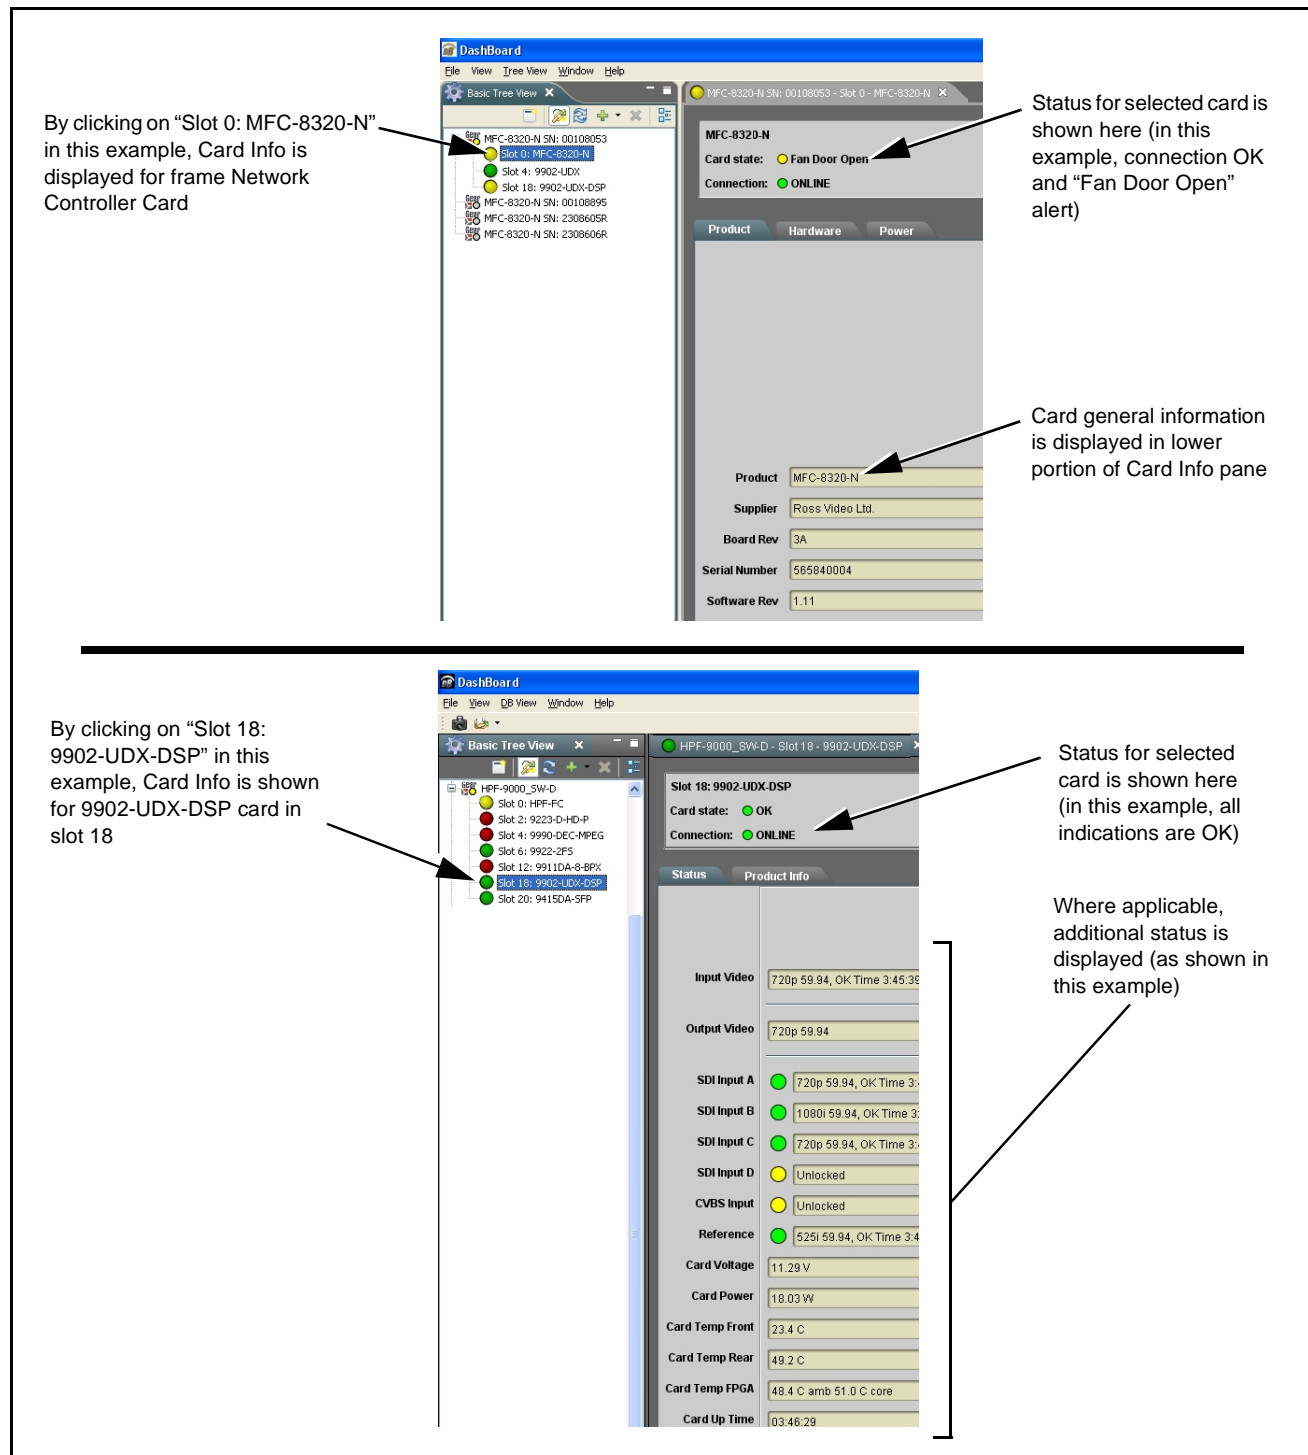 DashBoard
File View Tree View Window Help
Basic Tree View
MFC-8320-N SN: 00108053 - Slot 0 - MFC-8320-N
By clicking on “Slot 0: MFC-8320-N”
in this example, Card Info is
displayed for frame Network
Controller Card
MFC-8320-N SN: 00108053
Slot 0: MFC-8320-N
Slot 4: 9902-UDX
Slot 18: 9902-UDX-DSP
MFC-8320-N SN: 00108895
MFC-8320-N SN: 2308605R
MFC-8320-N SN: 2308606R
MFC-8320-N
Card state: Fan Door Open
Connection: ONLINE
Status for selected card is
shown here (in this
example, connection OK
and “Fan Door Open”
alert)
Product Hardware Power
Card general information
is displayed in lower
portion of Card Info pane
Product MFC-8320-N
Supplier Ross Video Ltd.
Board Rev 3A
Serial Number 565840004
Software Rev 1.11
DashBoard
File View DB View Window Help
Basic Tree View
HPF-9000_SW-D - Slot 18 - 9902-UDX-DSP
By clicking on “Slot 18:
9902-UDX-DSP” in this
example, Card Info is shown
for 9902-UDX-DSP card in
slot 18
HPF-9000_SW-D
Slot 0: HPF-FC
Slot 2: 9223-D-HD-P
Slot 4: 9990-DEC-MPEG
Slot 6: 9922-2FS
Slot 12: 9911DA-8-BPX
Slot 18: 9902-UDX-DSP
Slot 20: 9415DA-SFP
Slot 18: 9902-UDX-DSP
Card state: OK
Connection: ONLINE
Status for selected
card is shown here
(in this example, all
indications are OK)
Status Product Info
Where applicable,
additional status is
displayed (as shown in
this example)
Input Video 720p 59.94, OK Time 3:45:39
Output Video 720p 59.94
SDI Input A 720p 59.94, OK Time 3:
SDI Input B 1080i 59.94, OK Time 3:
SDI Input C 720p 59.94, OK Time 3:
SDI Input D Unlocked
CVBS Input Unlocked
Reference 525i 59.94, OK Time 3:4
Card Voltage 11.29 V
Card Power 18.03 W
Card Temp Front 23.4 C
Card Temp Rear 49.2 C
Card Temp FPGA 48.4 C amb 51.0 C core
Card Up Time 03:46:29